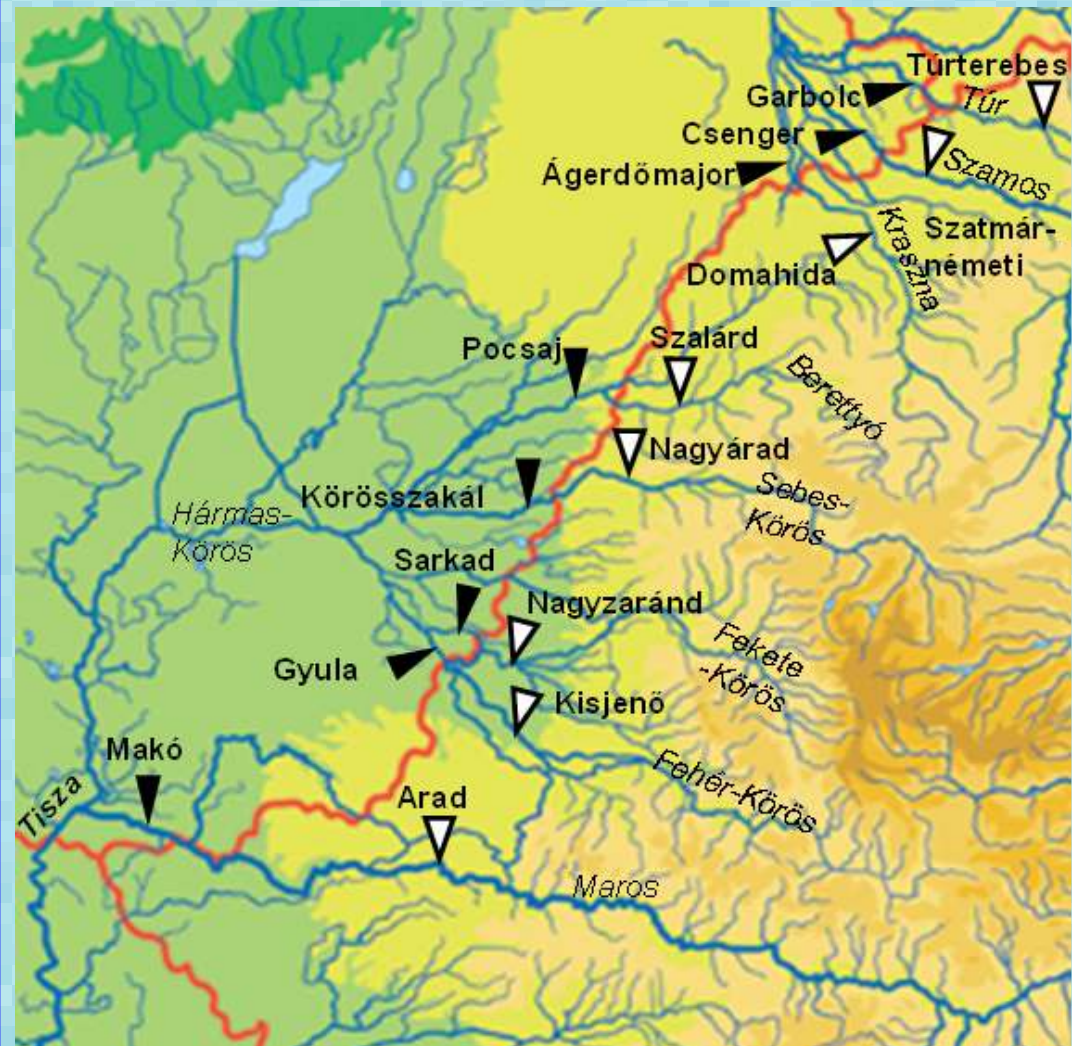 Túrterebes
Garbolc
Túr
Csenger
Ágerdőmajor
Szamos
Kraszna
Szatmár-
németi
Domahida
Szalárd
Pocsaj
Berettyó
Nagyárad
Körösszakál
Sebes-
Körös
Hármas-
Körös
Sarkad
Nagyzaránd
Gyula
Fekete
-Körös
Kisjenő
Makó
Fehér-Körös
Tisza
Arad
Maros